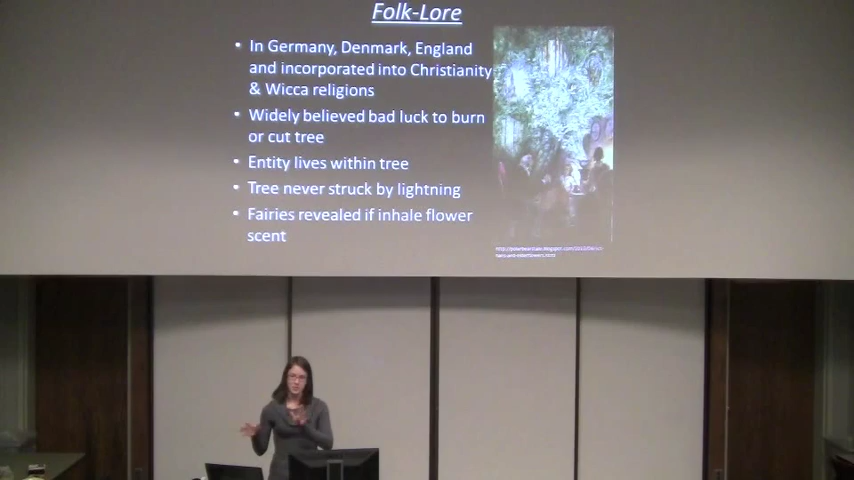 Folk-Lore
• In Germany, Denmark, England
and incorporated into Christianity
& Wicca religions
• Widely believed bad luck to burn
or cut tree
• Entity lives within tree
• Tree never struck by lightning
• Fairies revealed if inhale flower
scent